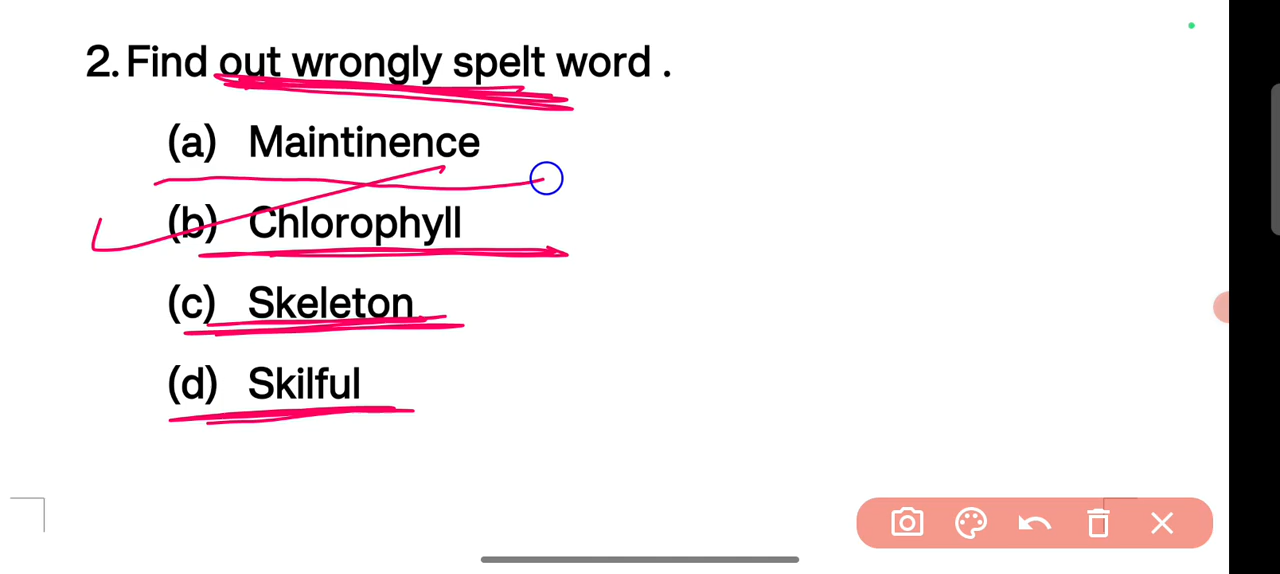 2. Find out wrongly spelt word .
(a) Maintinence
(b) Chlorophyll
(c) Skeleton
(d) Skilful